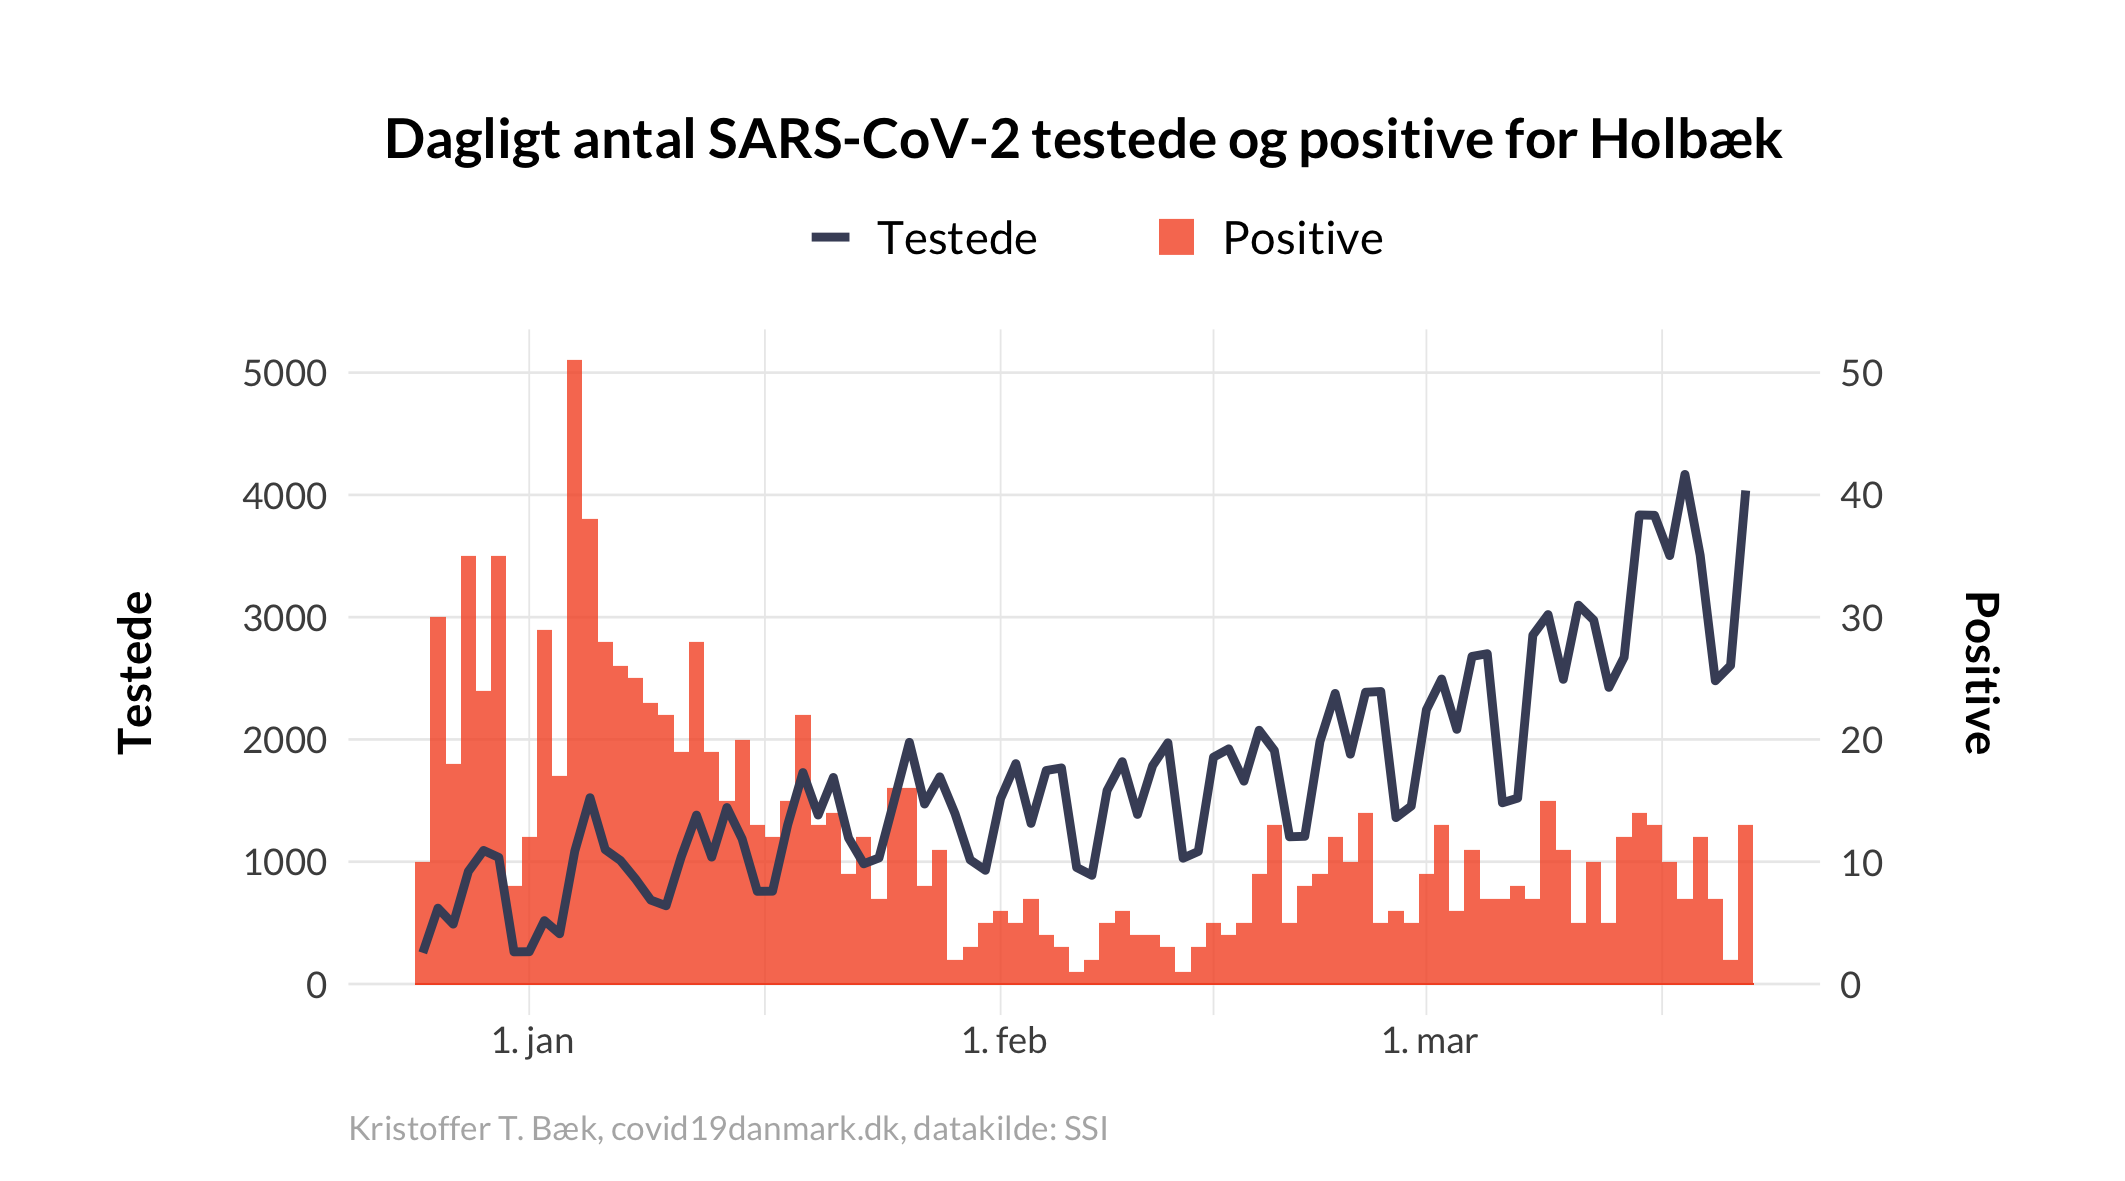 Dagligt antal SARS-CoV-2 testede og positive for Holbæk
Testede
Positive
5000
4000
3000
2000
1000
0
Testede
50
40
30
20
10
0
Positive
1. jan
1. feb
1. mar
Kristoffer T. Bæk, covid19danmark.dk, datakilde: SSI